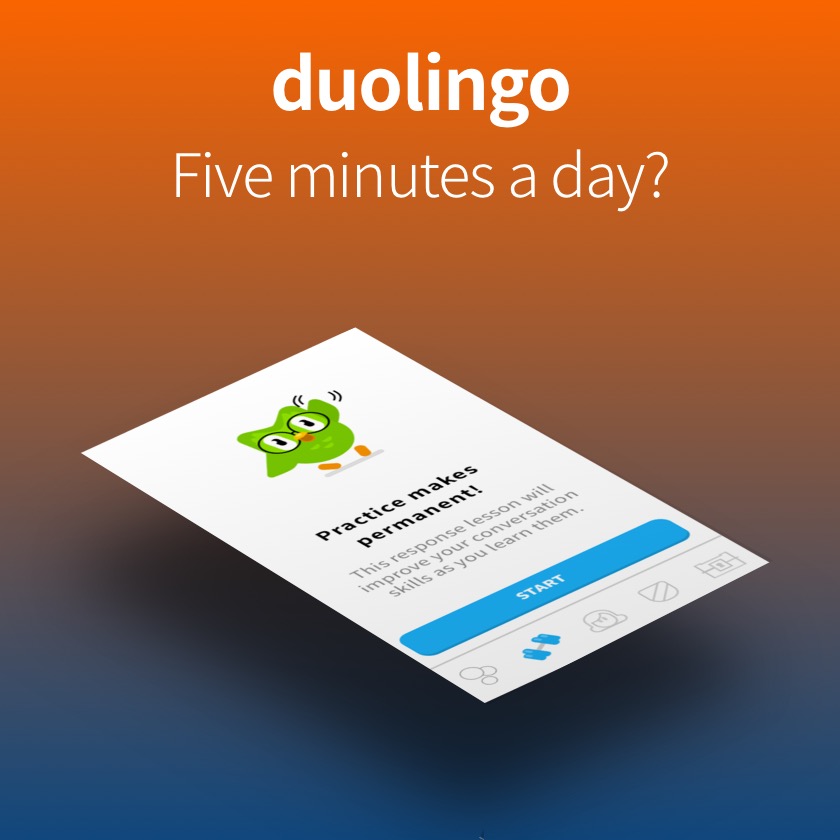 duolingo
Five minutes a day?
Practice makes
permanent!
This response lesson will
improve your conversation
skills as you learn them.
START